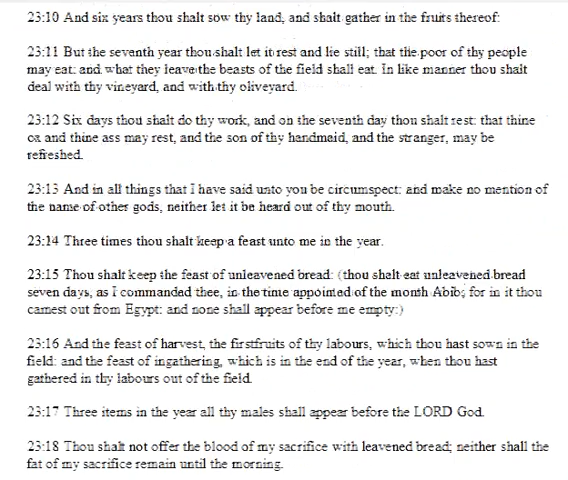 23:10 And six years thou shalt sow thy land, and shalt gather in the fruits thereof:
23:11 But the seventh year thou shalt let it rest and lie still; that the poor of thy people
may eat: and what they leave the beasts of the field shall eat. In like manner thou shalt
deal with thy vineyard, and with thy oliveyard.
23:12 Six days thou shalt do thy work, and on the seventh day thou shalt rest: that thine
ox and thine ass may rest, and the son of thy handmaid, and the stranger, may be
refreshed.
23:13 And in all things that I have said unto you be circumspect: and make no mention of
the name of other gods, neither let it be heard out of thy mouth.
23:14 Three times thou shalt keep a feast unto me in the year.
23:15 Thou shalt keep the feast of unleavened bread: (thou shalt eat unleavened bread
seven days, as I commanded thee, in the time appointed of the month Abib; for in it thou
camest out from Egypt: and none shall appear before me empty:)
23:16 And the feast of harvest, the firstfruits of thy labours, which thou hast sown in the
field: and the feast of ingathering, which is in the end of the year, when thou hast
gathered in thy labours out of the field.
23:17 Three items in the year all thy males shall appear before the LORD God.
23:18 Thou shalt not offer the blood of my sacrifice with leavened bread; neither shall the
fat of my sacrifice remain until the morning.